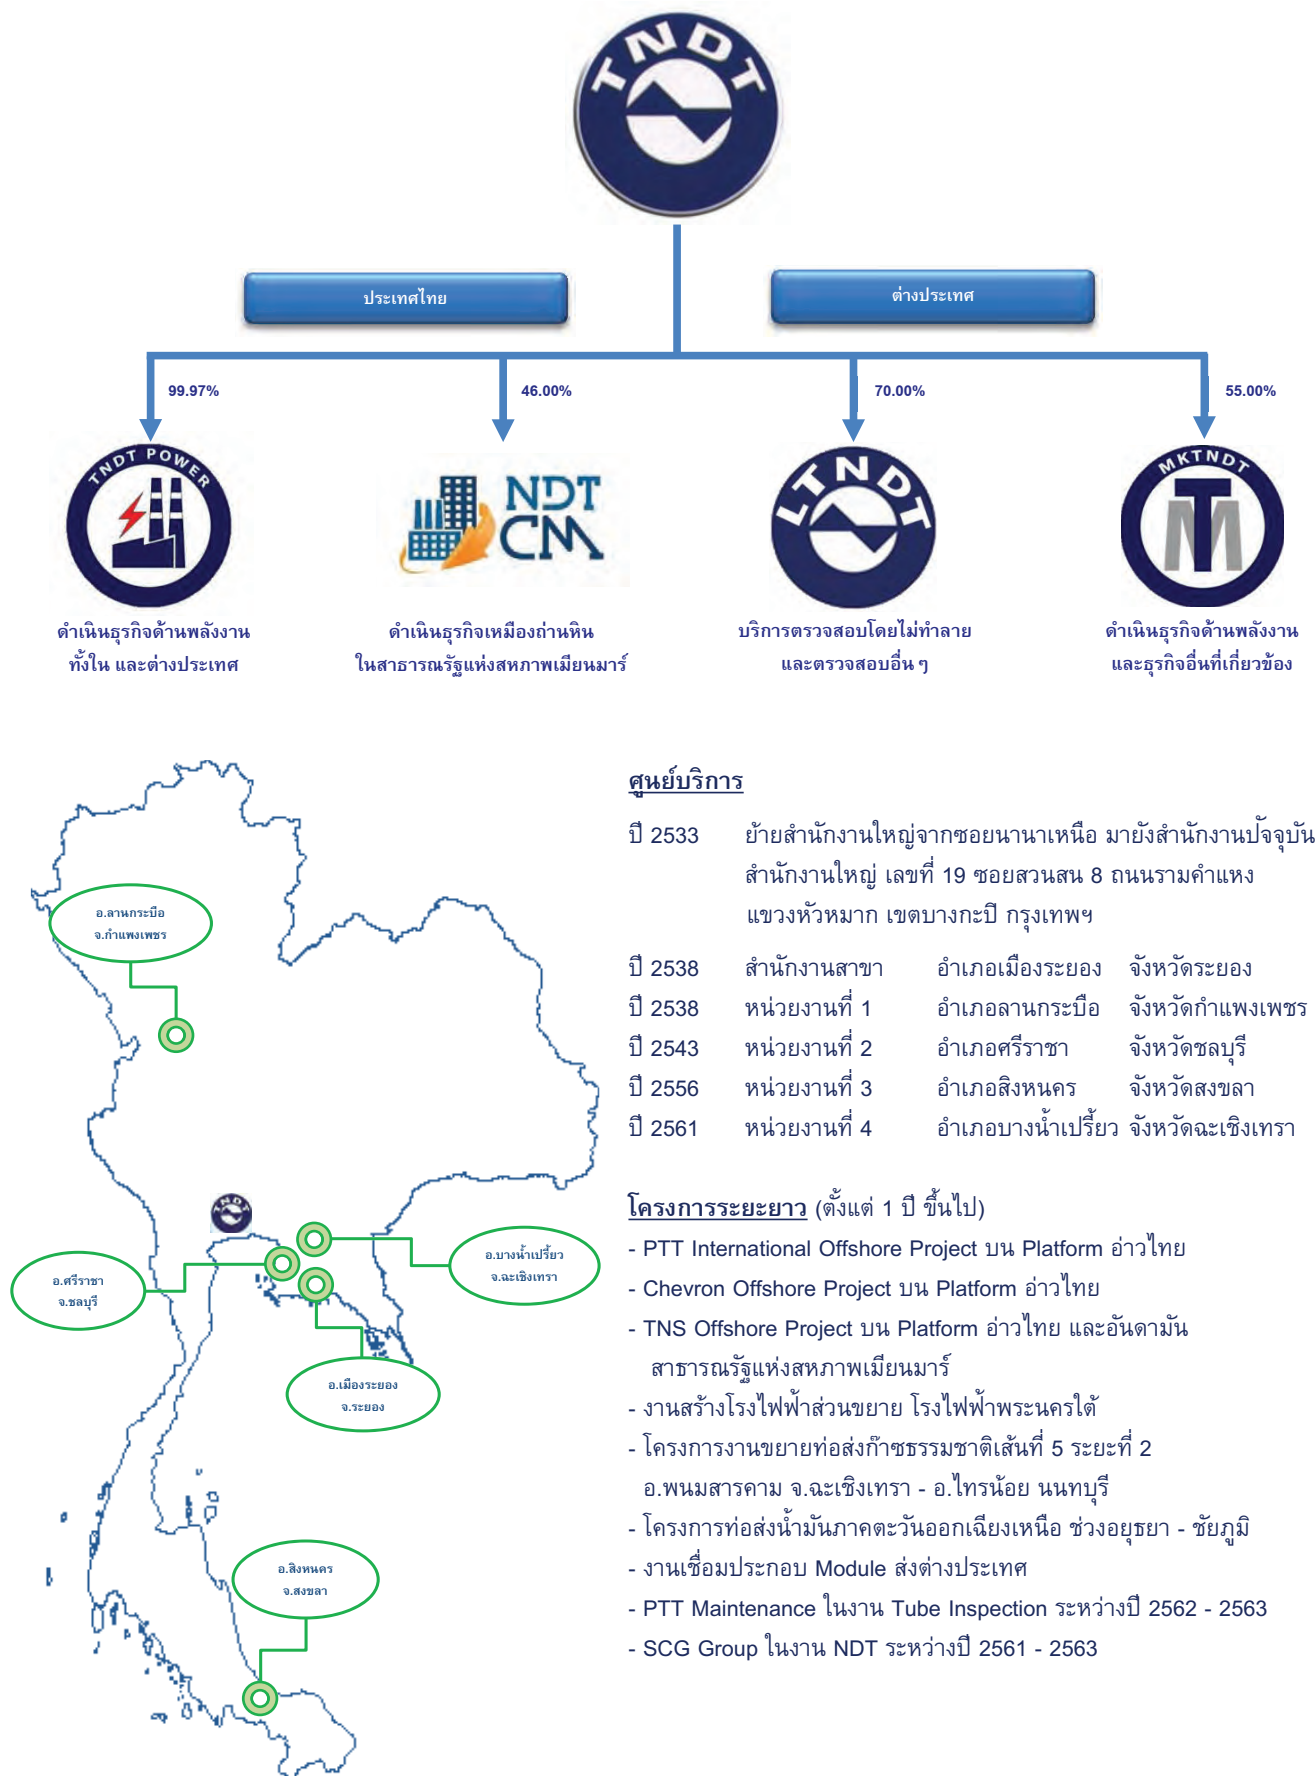 TNDT
ประเทศไทย
ต่างประเทศ
99.97%
46.00%
70.00%
55.00%
TNDT POWER
NDT
CM
LTNDT
MKTNDT
TM
ดำเนินธุรกิจด้านพลังงาน
ทั้งใน และต่างประเทศ
ดำเนินธุรกิจเหมืองถ่านหิน
ในสาธารณรัฐแห่งสหภาพเมียนมาร์
บริการตรวจสอบโดยไม่ทำลาย
และตรวจสอบอื่น ๆ
ดำเนินธุรกิจด้านพลังงาน
และธุรกิจอื่นที่เกี่ยวข้อง
อ.ลานกระบือ
จ.กำแพงเพชร
TNDT
อ.ศรีราชา
จ.ชลบุรี
อ.บางน้ำเปรี้ยว
จ.ฉะเชิงเทรา
อ.เมืองระยอง
จ.ระยอง
อ.สิงหนคร
จ.สงขลา
ศูนย์บริการ
ปี 2533 ย้ายสำนักงานใหญ่จากซอยนานาเหนือ มายังสำนักงานปัจจุบัน
สำนักงานใหญ่ เลขที่ 19 ซอยสวนสน 8 ถนนรามคำแหง
แขวงหัวหมาก เขตบางกะปิ กรุงเทพฯ
ปี 2538 สำนักงานสาขา อำเภอเมืองระยอง จังหวัดระยอง
ปี 2538 หน่วยงานที่ 1 อำเภอลานกระบือ จังหวัดกำแพงเพชร
ปี 2543 หน่วยงานที่ 2 อำเภอศรีราชา จังหวัดชลบุรี
ปี 2556 หน่วยงานที่ 3 อำเภอสิงหนคร จังหวัดสงขลา
ปี 2561 หน่วยงานที่ 4 อำเภอบางน้ำเปรี้ยว จังหวัดฉะเชิงเทรา
โครงการระยะยาว (ตั้งแต่ 1 ปี ขึ้นไป)
- PTT International Offshore Project บน Platform อ่าวไทย
- Chevron Offshore Project บน Platform อ่าวไทย
- TNS Offshore Project บน Platform อ่าวไทย และอันดามัน
สาธารณรัฐแห่งสหภาพเมียนมาร์
- งานสร้างโรงไฟฟ้าส่วนขยาย โรงไฟฟ้าพระนครใต้
- โครงการงานขยายท่อส่งก๊าซธรรมชาติเส้นที่ 5 ระยะที่ 2
อ.พนมสารคาม จ.ฉะเชิงเทรา - อ.ไทรน้อย นนทบุรี
- โครงการท่อส่งน้ำมันภาคตะวันออกเฉียงเหนือ ช่วงอยุธยา - ชัยภูมิ
- งานเชื่อมประกอบ Module ส่งต่างประเทศ
- PTT Maintenance ในงาน Tube Inspection ระหว่างปี 2562 - 2563
- SCG Group ในงาน NDT ระหว่างปี 2561 - 2563